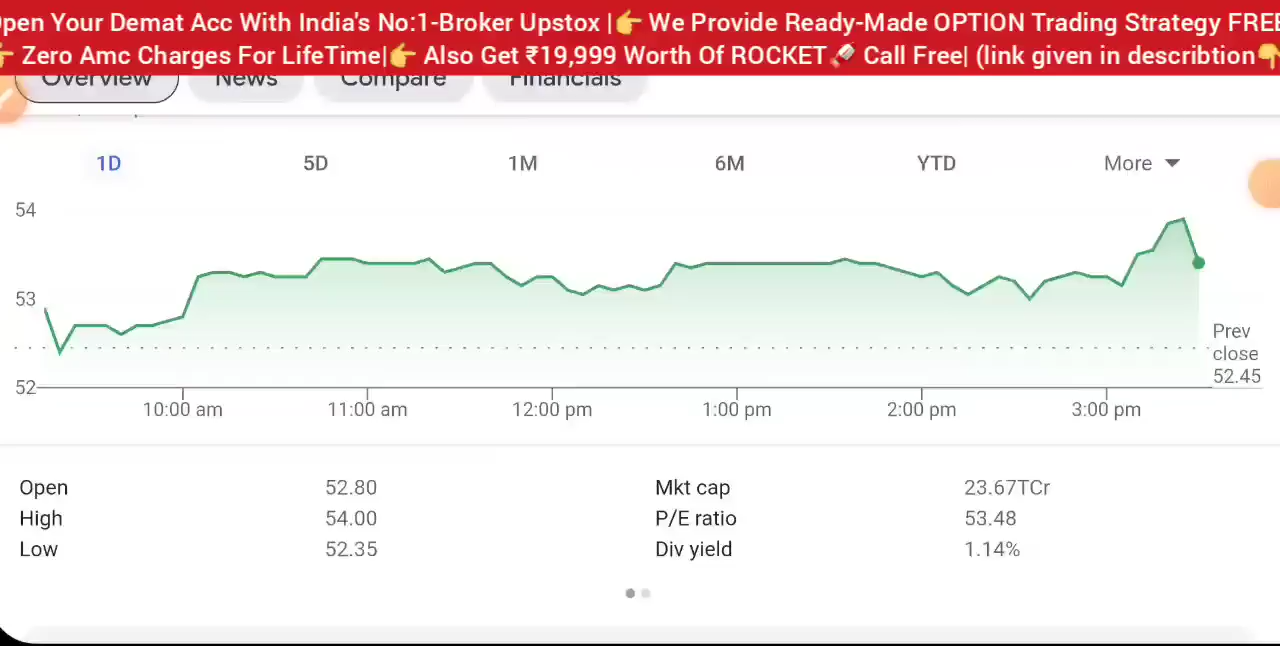 pen Your Demat Acc With India's No:1-Broker Upstox |👉 We Provide Ready-Made OPTION Trading Strategy FREE
👉 Zero Amc Charges For LifeTime|👉 Also Get ₹19,999 Worth Of ROCKET🚀 Call Free| (link given in describtion👇
Overview News Compare Financials
1D 5D 1M 6M YTD More
54
53
52
Prev
close
52.45
10:00 am 11:00 am 12:00 pm 1:00 pm 2:00 pm 3:00 pm
Open 52.80 Mkt cap 23.67TCr
High 54.00 P/E ratio 53.48
Low 52.35 Div yield 1.14%